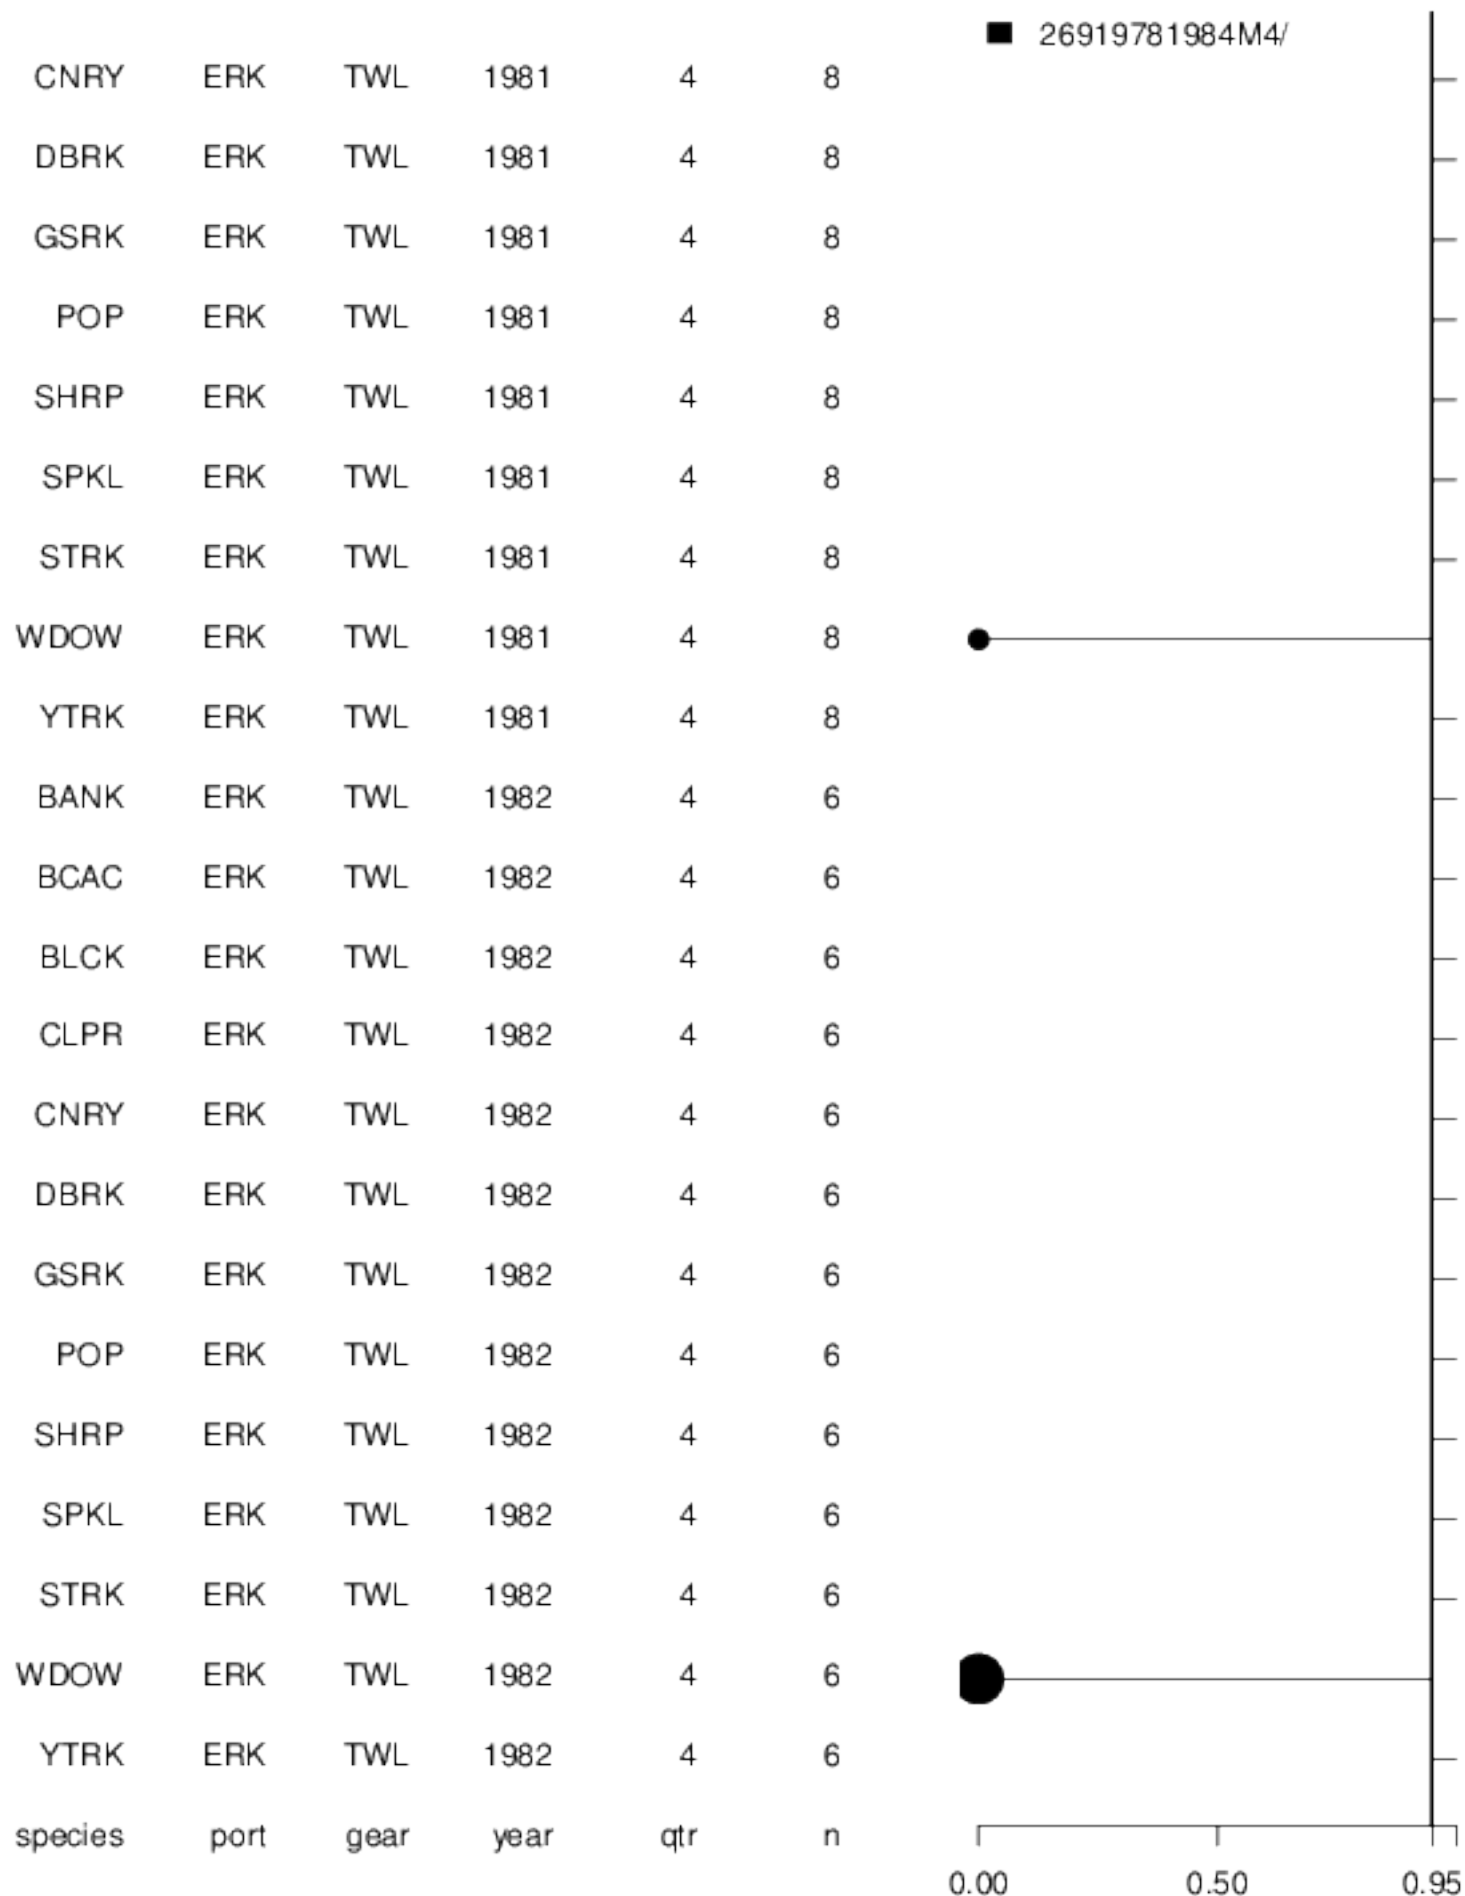 26919781984M4/
CNRY ERK TWL 1981 4 8
DBRK ERK TWL 1981 4 8
GSRK ERK TWL 1981 4 8
POP ERK TWL 1981 4 8
SHRP ERK TWL 1981 4 8
SPKL ERK TWL 1981 4 8
STRK ERK TWL 1981 4 8
WDOW ERK TWL 1981 4 8
YTRK ERK TWL 1981 4 8
BANK ERK TWL 1982 4 6
BCAC ERK TWL 1982 4 6
BLCK ERK TWL 1982 4 6
CLPR ERK TWL 1982 4 6
CNRY ERK TWL 1982 4 6
DBRK ERK TWL 1982 4 6
GSRK ERK TWL 1982 4 6
POP ERK TWL 1982 4 6
SHRP ERK TWL 1982 4 6
SPKL ERK TWL 1982 4 6
STRK ERK TWL 1982 4 6
WDOW ERK TWL 1982 4 6
YTRK ERK TWL 1982 4 6
species port gear year qtr n
0.00 0.50 0.95